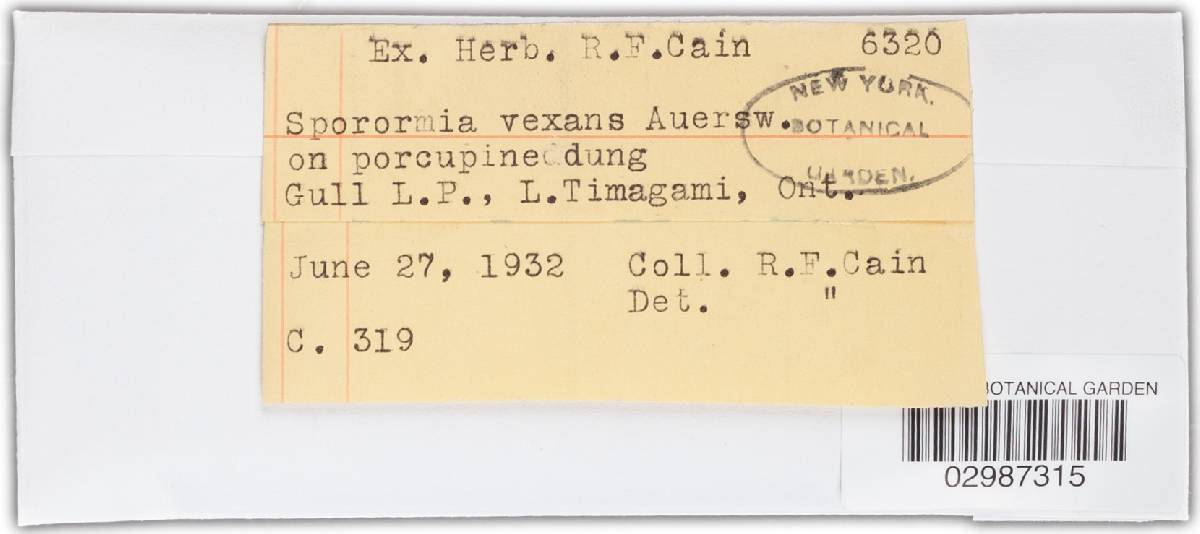 Ex. Herb. R.F.Cain 6320
NEW YORK.
BOTANICAL
GARDEN.
Sporormia vexans Auersw.
on porcupine dung
Gull L.P., L.Timagami, Ont.
June 27, 1932 Coll. R.F.Cain
Det. "
C. 319
BOTANICAL GARDEN
02987315